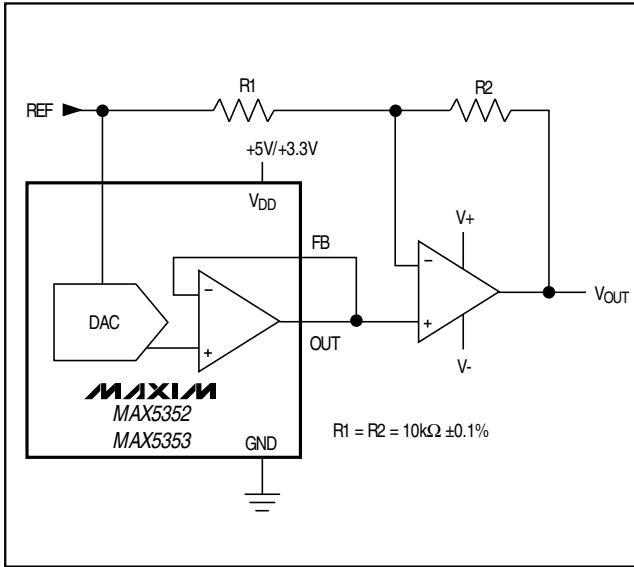 R1
R2
REF
+5V/+3.3V
VDD
FB
V+
−
−
DAC
VOUT
+
+
OUT
V-
MAXIM
MAX5352
MAX5353
R1 = R2 = 10kΩ ±0.1%
GND